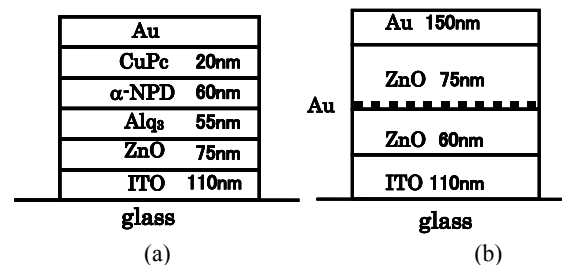 Au
CuPc 20nm
α-NPD 60nm
Alq₃ 55nm
ZnO 75nm
ITO 110nm
glass
(a)
Au 150nm
ZnO 75nm
Au
ZnO 60nm
ITO 110nm
glass
(b)